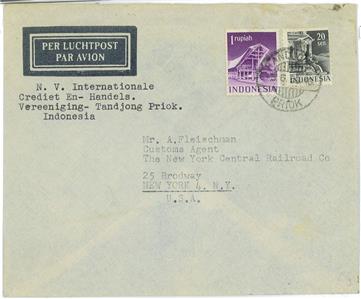 PER LUCHTPOST
PAR AVION
1 rupiah
INDONESIA
20
sen
INDONESIA
PRIOK
N. V. Internationale
Crediet En- Handels.
Vereeniging- Tandjong Priok.
Indonesia
Mr. A.Fleischman
Customs Agent
The New York Central Railroad Co
25 Brodway
NEW YORK 4. N.Y.
U.S.A.